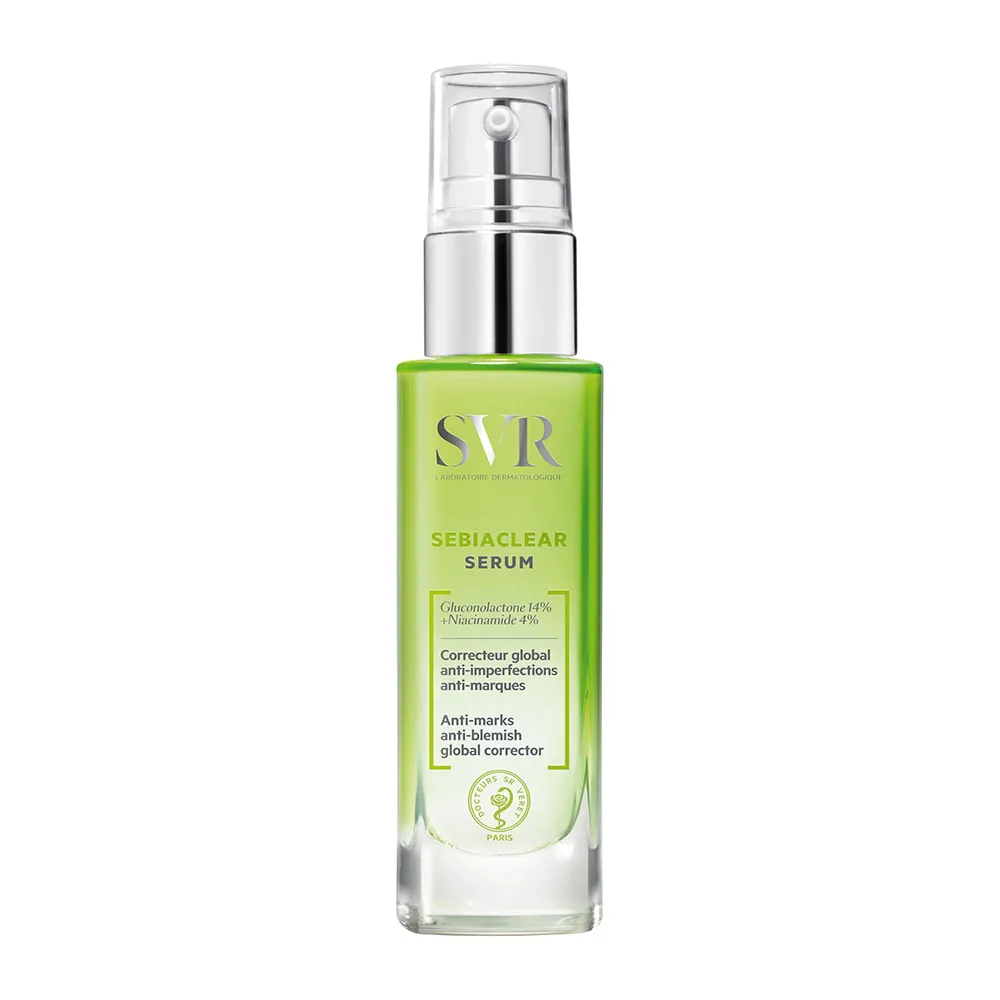 SVR
LABORATOIRE DERMATOLOGIQUE
SEBIACLEAR
SERUM
Gluconolactone 14%
+Niacinamide 4%
Correcteur global
anti-imperfections
anti-marques
Anti-marks
anti-blemish
global corrector
DOCTEURS SR VERET
PARIS